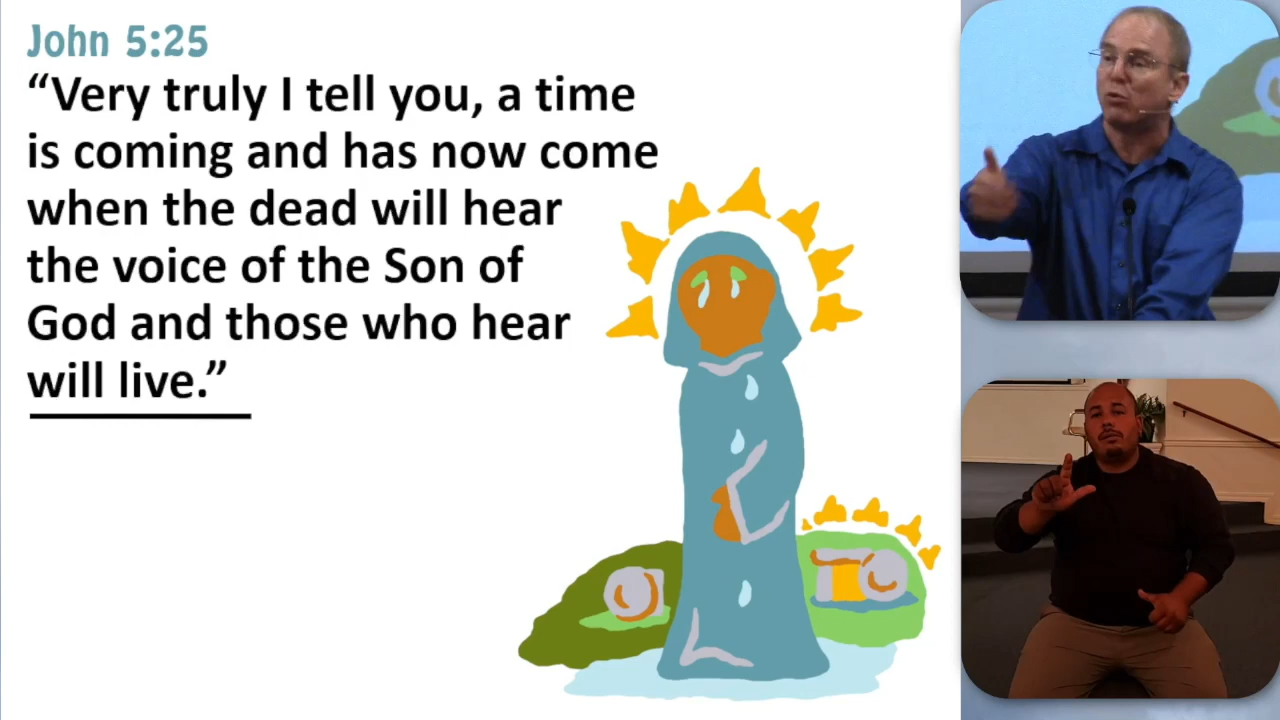 John 5:25
“Very truly I tell you, a time
is coming and has now come
when the dead will hear
the voice of the Son of
God and those who hear
will live.”